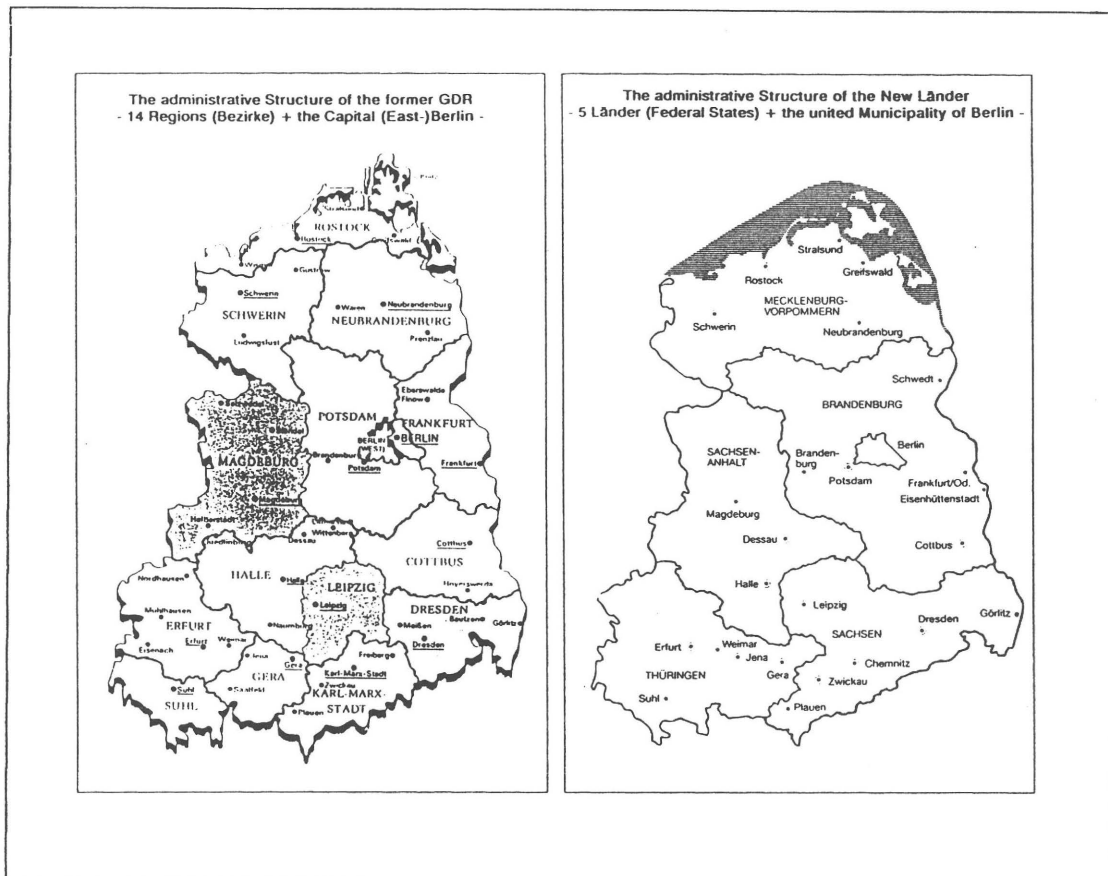 The administrative Structure of the former GDR
- 14 Regions (Bezirke) + the Capital (East-)Berlin -
Stralsund
ROSTOCK
Rostock
Greifswald
Wismar
Güstrow
Schwerin
Waren
Neubrandenburg
SCHWERIN
NEUBRANDENBURG
Ludwigslust
Prenzlau
Eberswalde
Finow
Salzwedel
POTSDAM
FRANKFURT
Stendal
BERLIN
(WEST)
BERLIN
Brandenburg
MAGDEBURG
Potsdam
Frankfurt
Magdeburg
Halberstadt
Wittenberg
Quedlinburg
Dessau
Cottbus
COTTBUS
Nordhausen
HALLE
Halle
LEIPZIG
Hoyerswerda
Leipzig
DRESDEN
Mühlhausen
Bautzen
ERFURT
Naumburg
Meißen
Görlitz
Erfurt
Weimar
Dresden
Eisenach
Jena
Gera
Freiberg
Karl-Marx-Stadt
GERA
Zwickau
Suhl
Saalfeld
KARL-MARX-
STADT
SUHL
Plauen
The administrative Structure of the New Länder
- 5 Länder (Federal States) + the united Municipality of Berlin -
Stralsund
Greifswald
Rostock
MECKLENBURG-
VORPOMMERN
Schwerin
Neubrandenburg
Schwedt
BRANDENBURG
SACHSEN-
ANHALT
Berlin
Branden-
burg
Potsdam
Frankfurt/Od.
Eisenhüttenstadt
Magdeburg
Dessau
Cottbus
Halle
Leipzig
Dresden
Görlitz
SACHSEN
Erfurt
Weimar
Jena
Chemnitz
THÜRINGEN
Gera
Zwickau
Suhl
Plauen